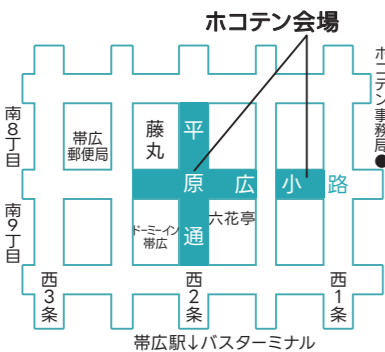 ホコテン会場
ホコテン事務局●
南8丁目
帯広
郵便局
藤丸
平原通
広小路
南9丁目
ドーミーイン
帯広
六花亭
西3条
西2条
西1条
帯広駅↓バスターミナル